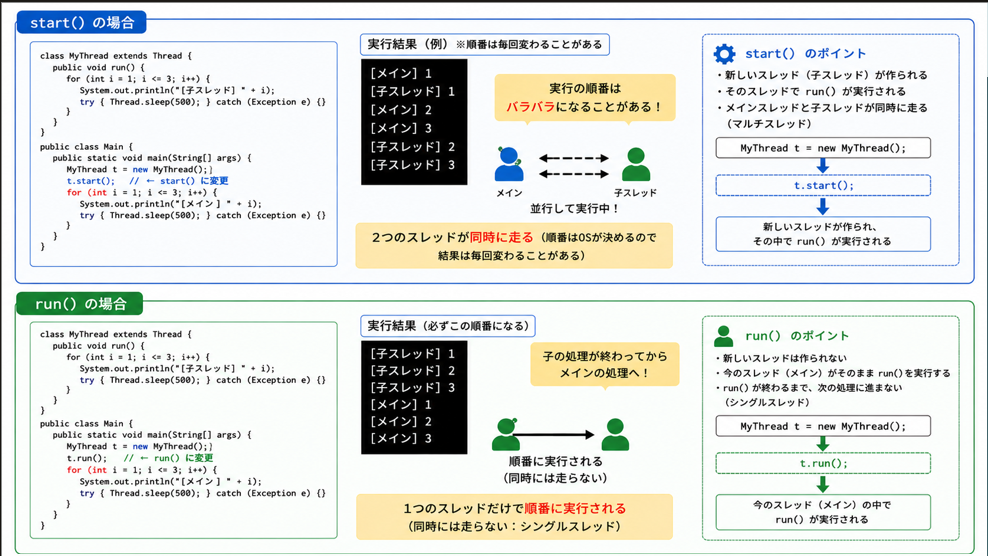 start() の場合
class MyThread extends Thread {
public void run() {
for (int i = 1; i <= 3; i++) {
System.out.println("[子スレッド] " + i);
try { Thread.sleep(500); } catch (Exception e) {}
}
}
}
public class Main {
public static void main(String[] args) {
MyThread t = new MyThread();
t.start();   // ← start() に変更
for (int i = 1; i <= 3; i++) {
System.out.println("[メイン] " + i);
try { Thread.sleep(500); } catch (Exception e) {}
}
}
}
実行結果（例）※順番は毎回変わることがある
[メイン] 1
[子スレッド] 1
[メイン] 2
[メイン] 3
[子スレッド] 2
[子スレッド] 3
実行の順番は
バラバラになることがある！
メイン
子スレッド
並行して実行中！
２つのスレッドが同時に走る（順番はOSが決めるので
結果は毎回変わることがある）
start() のポイント
・新しいスレッド（子スレッド）が作られる
・そのスレッドで run() が実行される
・メインスレッドと子スレッドが同時に走る
（マルチスレッド）
MyThread t = new MyThread();
t.start();
新しいスレッドが作られ、
その中で run() が実行される
run() の場合
class MyThread extends Thread {
public void run() {
for (int i = 1; i <= 3; i++) {
System.out.println("[子スレッド] " + i);
try { Thread.sleep(500); } catch (Exception e) {}
}
}
}
public class Main {
public static void main(String[] args) {
MyThread t = new MyThread();
t.run();   // ← run() に変更
for (int i = 1; i <= 3; i++) {
System.out.println("[メイン] " + i);
try { Thread.sleep(500); } catch (Exception e) {}
}
}
}
実行結果（必ずこの順番になる）
[子スレッド] 1
[子スレッド] 2
[子スレッド] 3
[メイン] 1
[メイン] 2
[メイン] 3
子の処理が終わってから
メインの処理へ！
順番に実行される
（同時には走らない）
１つのスレッドだけで順番に実行される
（同時には走らない：シングルスレッド）
run() のポイント
・新しいスレッドは作られない
・今のスレッド（メイン）がそのまま run()を実行する
・run() が終わるまで、次の処理に進まない
（シングルスレッド）
MyThread t = new MyThread();
t.run();
今のスレッド（メイン）の中で
run() が実行される